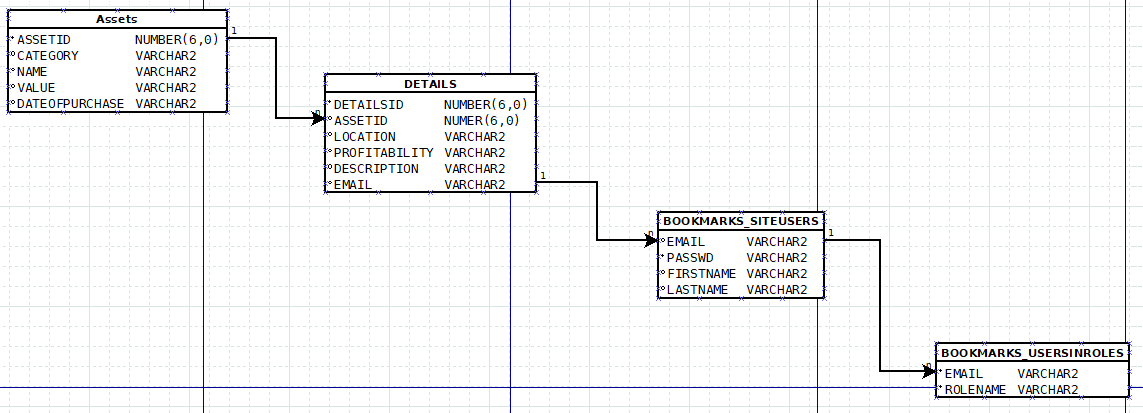 Assets
ASSETID NUMBER(6,0)
CATEGORY VARCHAR2
NAME VARCHAR2
VALUE VARCHAR2
DATEOFPURCHASE VARCHAR2
1
n
DETAILS
DETAILSID NUMBER(6,0)
ASSETID NUMER(6,0)
LOCATION VARCHAR2
PROFITABILITY VARCHAR2
DESCRIPTION VARCHAR2
EMAIL VARCHAR2
1
n
BOOKMARKS_SITEUSERS
EMAIL VARCHAR2
PASSWD VARCHAR2
FIRSTNAME VARCHAR2
LASTNAME VARCHAR2
1
n
BOOKMARKS_USERSINROLES
EMAIL VARCHAR2
ROLENAME VARCHAR2